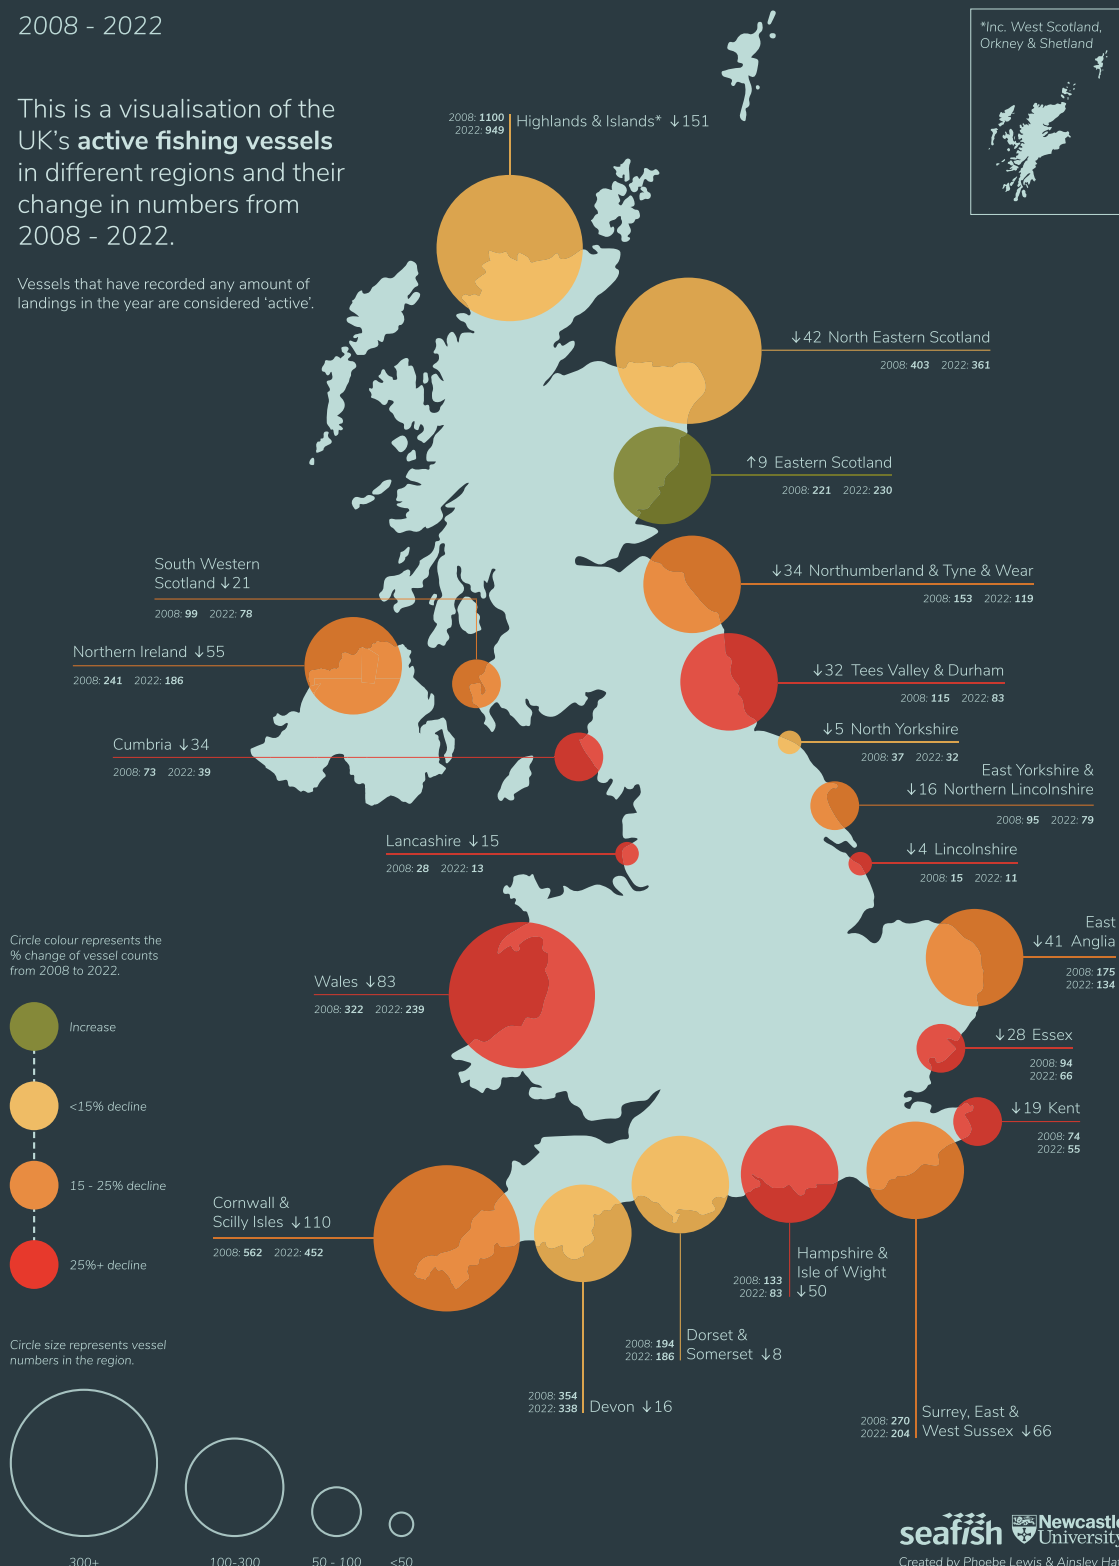 2008 - 2022
*Inc. West Scotland,
Orkney & Shetland
This is a visualisation of the
UK's active fishing vessels
in different regions and their
change in numbers from
2008 - 2022.
Vessels that have recorded any amount of
landings in the year are considered 'active'.
2008: 1100
2022: 949
Highlands & Islands* ↓151
↓42 North Eastern Scotland
2008: 403 2022: 361
↑9 Eastern Scotland
2008: 221 2022: 230
South Western
Scotland ↓21
2008: 99 2022: 78
↓34 Northumberland & Tyne & Wear
2008: 153 2022: 119
Northern Ireland ↓55
2008: 241 2022: 186
↓32 Tees Valley & Durham
2008: 115 2022: 83
↓5 North Yorkshire
2008: 37 2022: 32
Cumbria ↓34
2008: 73 2022: 39
East Yorkshire &
↓16 Northern Lincolnshire
2008: 95 2022: 79
Lancashire ↓15
2008: 28 2022: 13
↓4 Lincolnshire
2008: 15 2022: 11
East
↓41 Anglia
2008: 175
2022: 134
Wales ↓83
2008: 322 2022: 239
↓28 Essex
2008: 94
2022: 66
↓19 Kent
2008: 74
2022: 55
Circle colour represents the
% change of vessel counts
from 2008 to 2022.
Increase
<15% decline
15 - 25% decline
25%+ decline
Cornwall &
Scilly Isles ↓110
2008: 562 2022: 452
Hampshire &
Isle of Wight
↓50
2008: 133
2022: 83
Dorset &
Somerset ↓8
2008: 194
2022: 186
2008: 354
2022: 338
Devon ↓16
Surrey, East &
West Sussex ↓66
2008: 270
2022: 204
Circle size represents vessel
numbers in the region.
300+ 100-300 50 - 100 <50
seafish
Newcastle
University
Created by Phoebe Lewis & Ainsley Ha